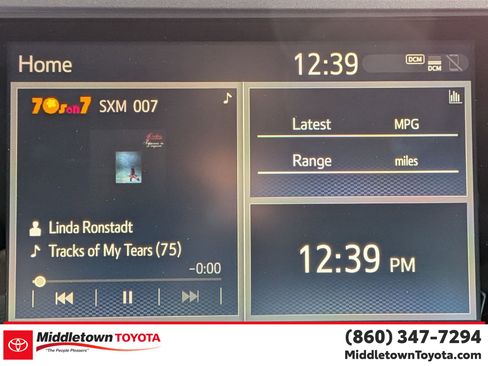 Home
12:39
DCM
DCM
70s on 7 SXM 007
Linda Ronstadt
Tracks of My Tears (75)
-0:00
Latest MPG
Range miles
12:39 PM
Middletown TOYOTA
"The People Pleasers"
(860) 347-7294
MiddletownToyota.com